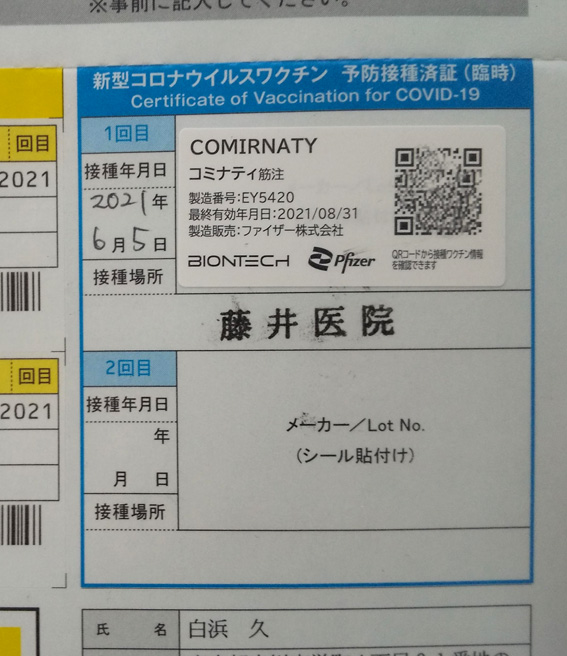 ※事前に記入してください。
新型コロナウイルスワクチン 予防接種済証(臨時)
Certificate of Vaccination for COVID-19
回目
2021
1回目
接種年月日
2021年
6月5日
接種場所
COMIRNATY
コミナティ筋注
製造番号:EY5420
最終有効年月日:2021/08/31
製造販売:ファイザー株式会社
BIONTECH Pfizer
QRコードから接種ワクチン情報
を確認できます
藤井医院
回目
2021
2回目
接種年月日
年
月 日
接種場所
メーカー/Lot No.
(シール貼付け)
氏 名 白浜 久